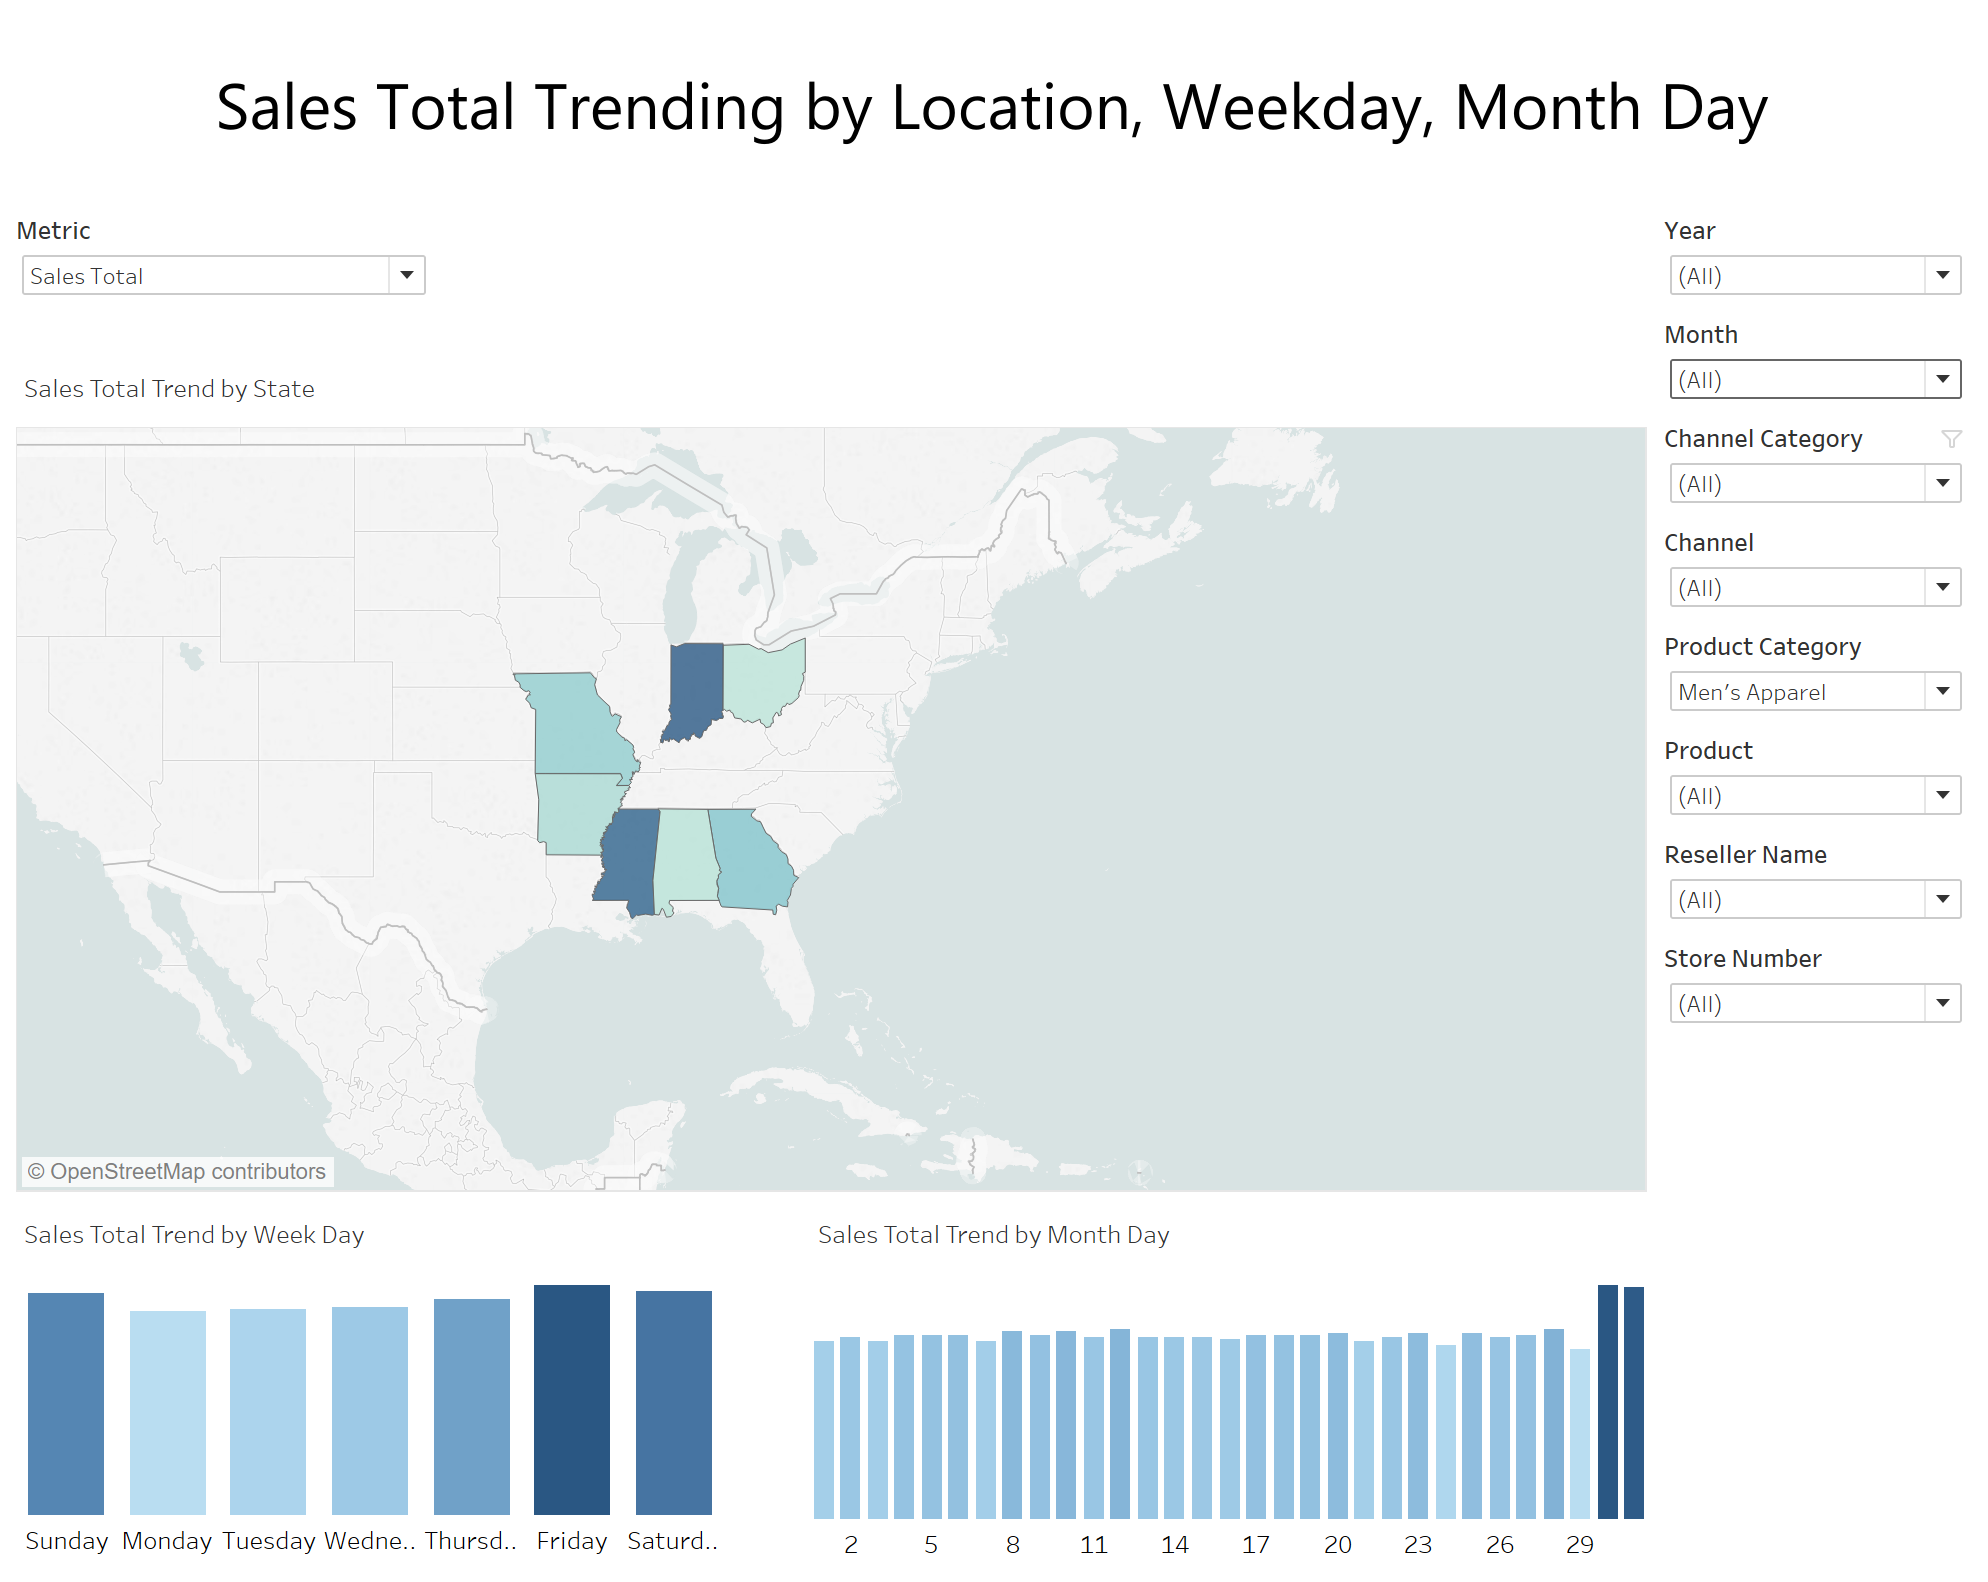 Sales Total Trending by Location, Weekday, Month Day
Metric
Sales Total
Year
(All)
Month
(All)
Channel Category
(All)
Channel
(All)
Product Category
Men’s Apparel
Product
(All)
Reseller Name
(All)
Store Number
(All)
Sales Total Trend by State
© OpenStreetMap contributors
Sales Total Trend by Week Day
Sunday Monday Tuesday Wedne.. Thursd.. Friday Saturd..
Sales Total Trend by Month Day
2 5 8 11 14 17 20 23 26 29